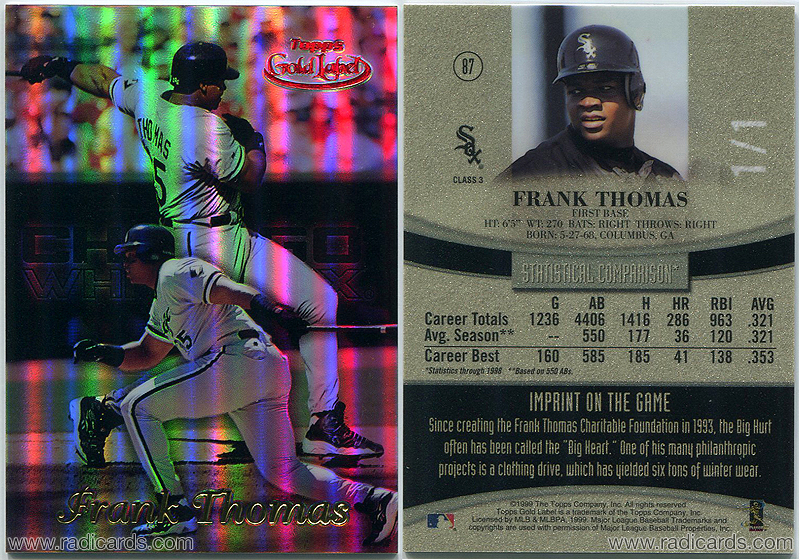 Topps
Gold Label
THOMAS
35
CHICAGO
WHITE SOX
35
Frank Thomas
www.radicards.com
87
Sox
Sox
CLASS 3
1/1
FRANK THOMAS
FIRST BASE
HT: 6'5" WT: 270 BATS: RIGHT THROWS: RIGHT
BORN: 5-27-68, COLUMBUS, GA
STATISTICAL COMPARISON*
G AB H HR RBI AVG
Career Totals 1236 4406 1416 286 963 .321
Avg. Season** -- 550 177 36 120 .321
Career Best 160 585 185 41 138 .353
*Statistics through 1998 **Based on 550 ABs.
IMPRINT ON THE GAME
Since creating the Frank Thomas Charitable Foundation in 1993, the Big Hurt
often has been called the "Big Heart." One of his many philanthropic
projects is a clothing drive, which has yielded six tons of winter wear.
©1999 The Topps Company, Inc. All rights reserved.
Topps Gold Label is a trademark of The Topps Company, Inc.
Licensed by MLB & MLBPA, 1999. Major League Baseball Trademarks and
copyrights are used with permission of Major League Baseball Properties, Inc.
www.radicards.com